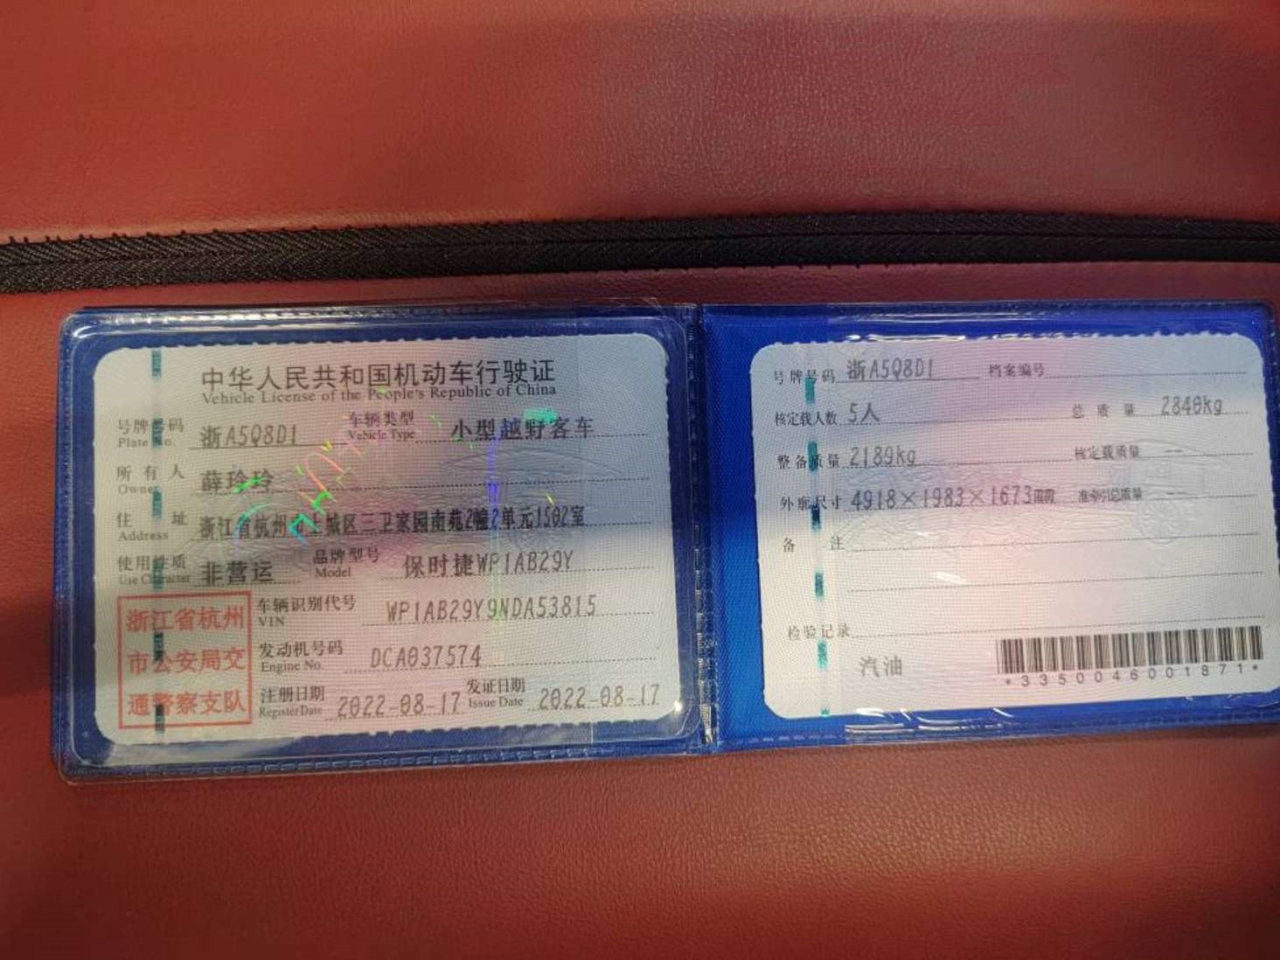 中华人民共和国机动车行驶证
Vehicle License of the People's Republic of China
号牌号码 浙A5Q8D1 车辆类型 小型越野客车
Plate No. Vehicle Type
所有人 薛玲玲
Owner
住址 浙江省杭州市上城区三卫家园南苑2幢2单元1502室
Address
使用性质 非营运 品牌型号 保时捷WP1AB29Y
Use Character Model
浙江省杭州
市公安局交
通警察支队
车辆识别代号 WP1AB29Y9NDA53815
VIN
发动机号码 DCA037574
Engine No.
注册日期 2022-08-17 发证日期 2022-08-17
Register Date Issue Date
号牌号码 浙A5Q8D1 档案编号
核定载人数 5人 总质量 2840kg
整备质量 2189kg 核定载质量 --
外廓尺寸 4918×1983×1673mm 准牵引总质量 --
备注
检验记录
汽油
*3350046001871*